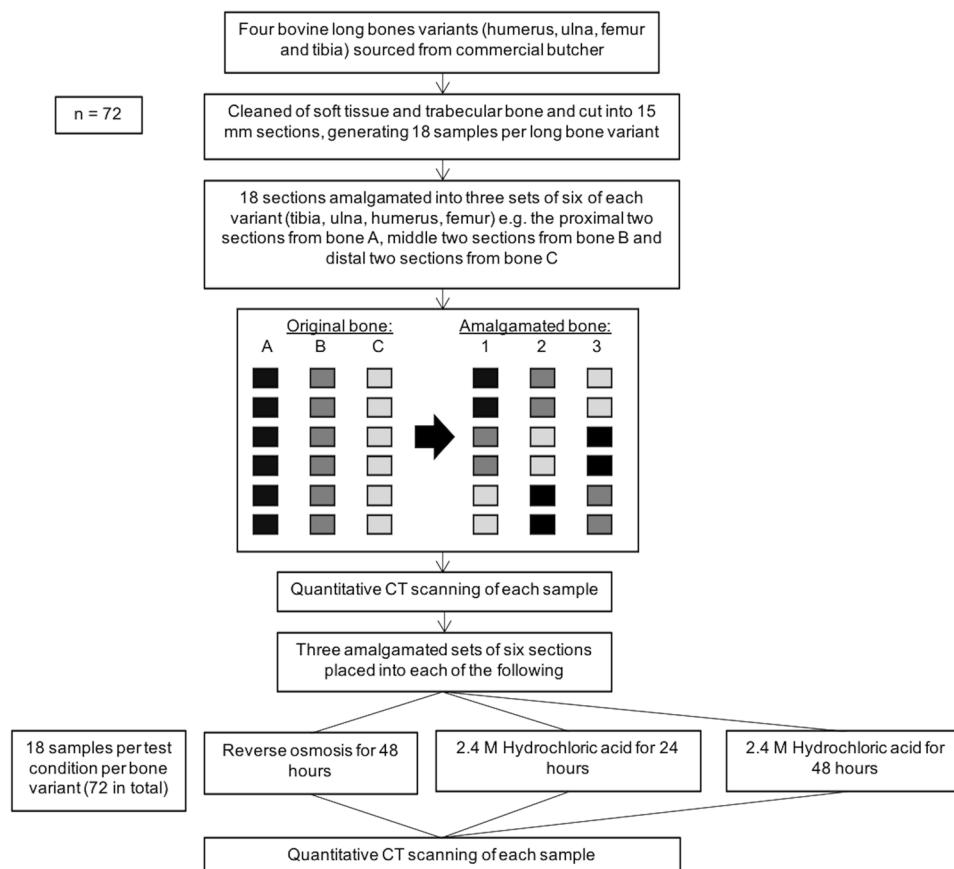 Four bovine long bones variants (humerus, ulna, femur
and tibia) sourced from commercial butcher
n = 72
Cleaned of soft tissue and trabecular bone and cut into 15
mm sections, generating 18 samples per long bone variant
18 sections amalgamated into three sets of six of each
variant (tibia, ulna, humerus, femur) e.g. the proximal two
sections from bone A, middle two sections from bone B and
distal two sections from bone C
Original bone: Amalgamated bone:
A B C 1 2 3
Quantitative CT scanning of each sample
Three amalgamated sets of six sections
placed into each of the following
18 samples per test
condition per bone
variant (72 in total)
Reverse osmosis for 48
hours
2.4 M Hydrochloric acid for 24
hours
2.4 M Hydrochloric acid for
48 hours
Quantitative CT scanning of each sample